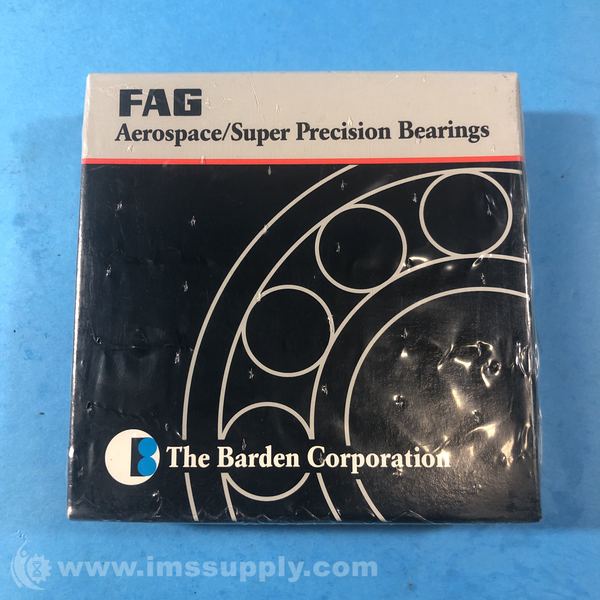 FAG
Aerospace/Super Precision Bearings
B The Barden Corporation
www.imssupply.com